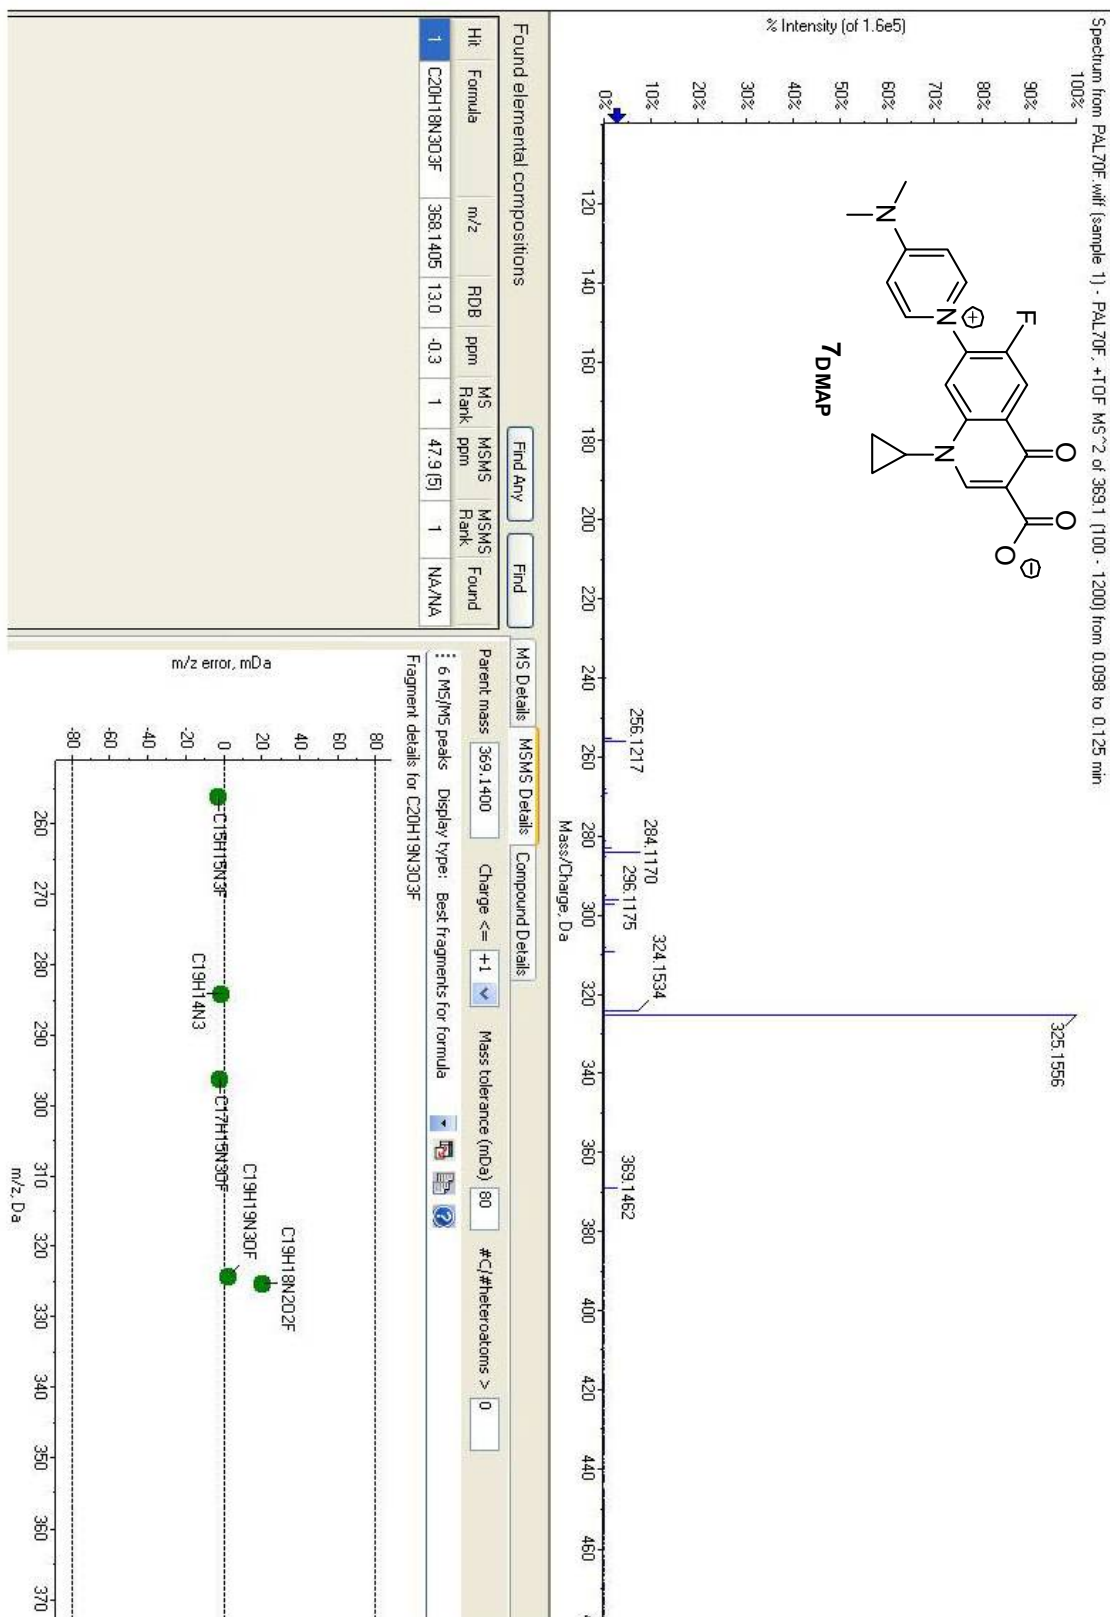 Spectrum from PAL70F.wiff (sample 1) - PAL70F, +TOF MS^2 of 369.1 (100 - 1200) from 0.098 to 0.125 min
% Intensity (of 1.6e5)
100%
90%
80%
70%
60%
50%
40%
30%
20%
10%
0%
F
O
O
O
N
N
N
7DMAP
256.1217
284.1170
296.1175
324.1534
325.1556
369.1462
120 140 160 180 200 220 240 260 280 300 320 340 360 380 400 420 440 460
Mass/Charge, Da
Found elemental compositions
Find Any
Find
Hit Formula m/z RDB ppm MS Rank MSMS ppm MSMS Rank Found
1 C20H18N3O3F 368.1405 13.0 -0.3 1 47.9 (5) 1 NA/NA
MS Details MSMS Details Compound Details
Parent mass 369.1400 Charge <= +1 Mass tolerance (mDa) 80 #C/#heteroatoms > 0
6 MS/MS peaks Display type: Best fragments for formula
Fragment details for C20H19N3O3F
m/z error, mDa
80
60
40
20
0
-20
-40
-60
-80
C15H15N3F
C19H14N3
C17H15N3OF
C19H19N3OF
C19H18N2O2F
260 270 280 290 300 310 320 330 340 350 360 370
m/z, Da